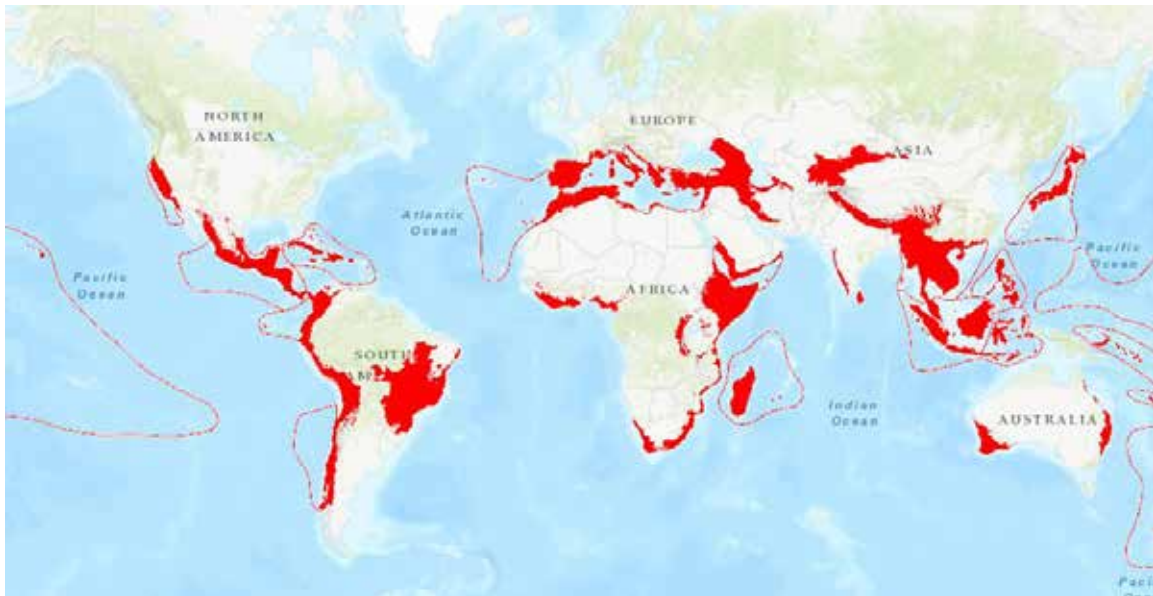 NORTH
AMERICA
EUROPE
ASIA
Atlantic
Ocean
Pacific
Ocean
Pacific
Ocean
AFRICA
SOUTH
Indian
Ocean
AUSTRALIA